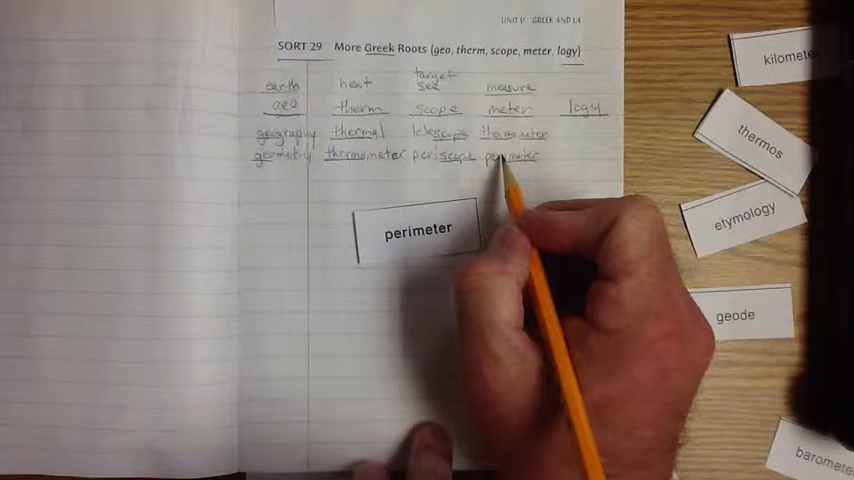 UNIT V GREEK AND LA
SORT 29 More Greek Roots (geo, therm, scope, meter, logy)
target
earth heat see measure
geo therm scope meter logy
geography thermal telescope thermometer
geometry thermometer periscope perimeter
kilometer
thermos
perimeter
etymology
geode
baromete